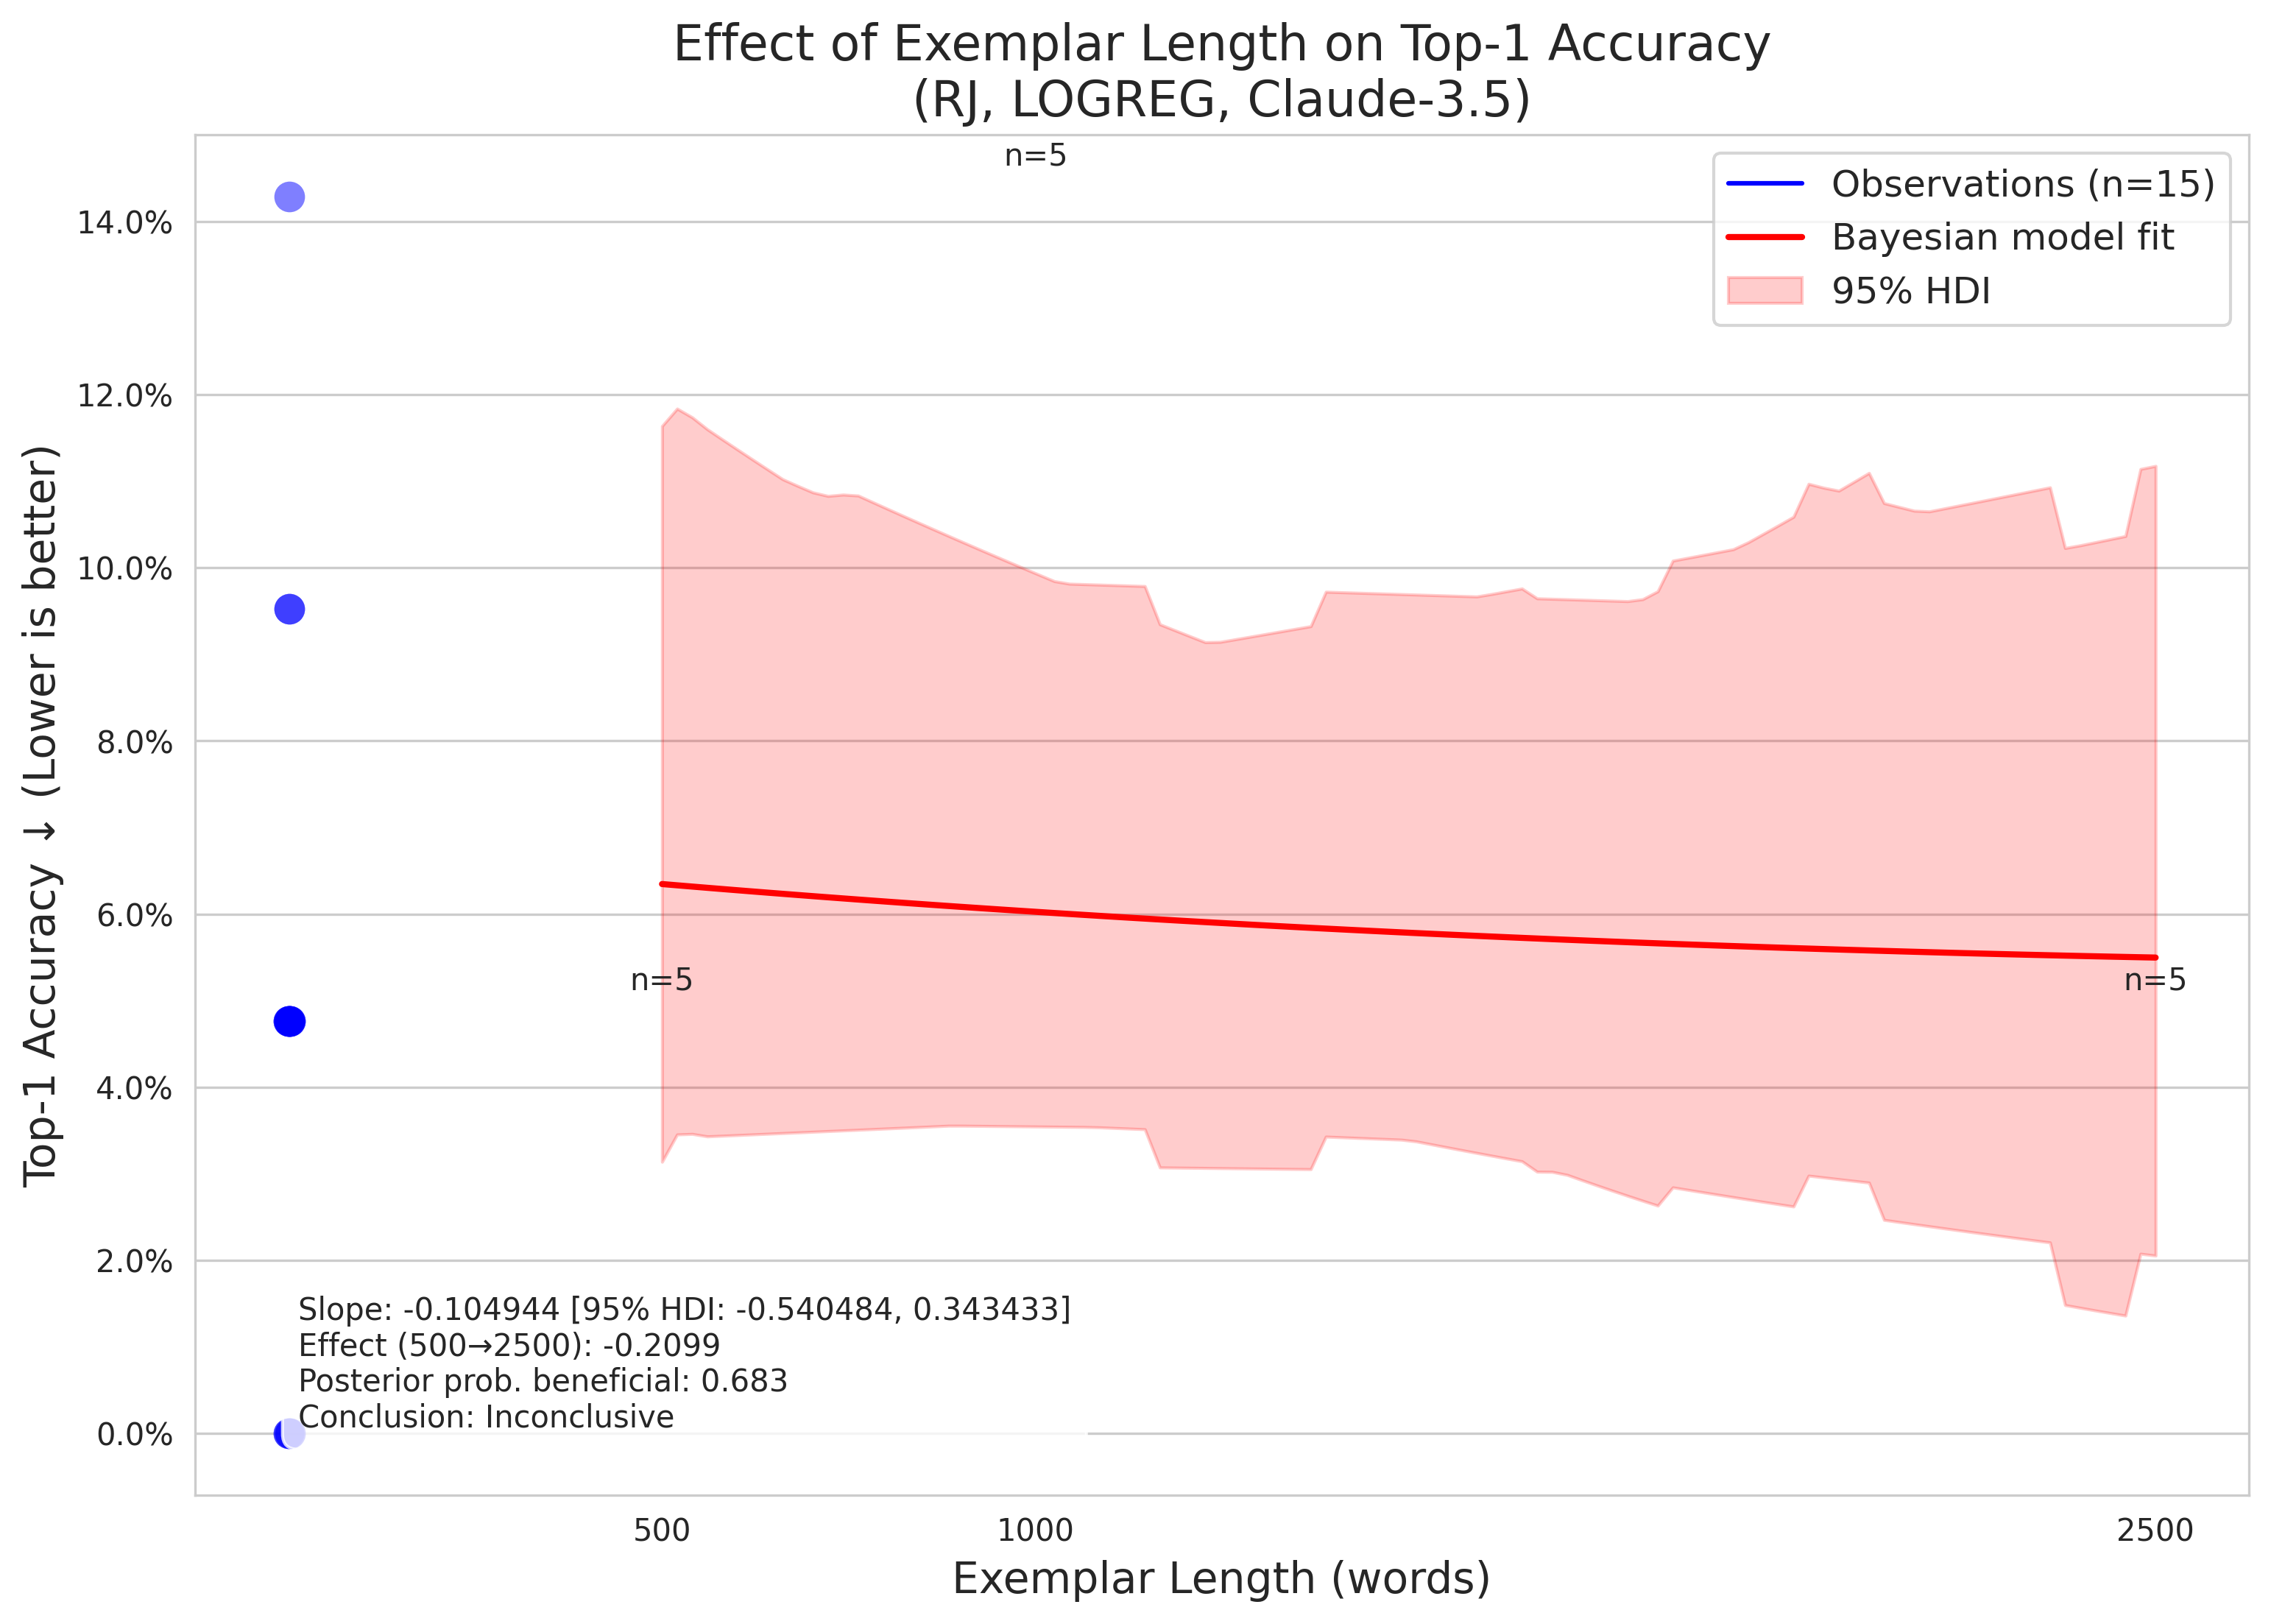 Effect of Exemplar Length on Top-1 Accuracy
(RJ, LOGREG, Claude-3.5)
n=5
Observations (n=15)
Bayesian model fit
95% HDI
Top-1 Accuracy ↓ (Lower is better)
14.0%
12.0%
10.0%
8.0%
6.0%
4.0%
2.0%
0.0%
n=5
n=5
Slope: -0.104944 [95% HDI: -0.540484, 0.343433]
Effect (500→2500): -0.2099
Posterior prob. beneficial: 0.683
Conclusion: Inconclusive
500
1000
2500
Exemplar Length (words)